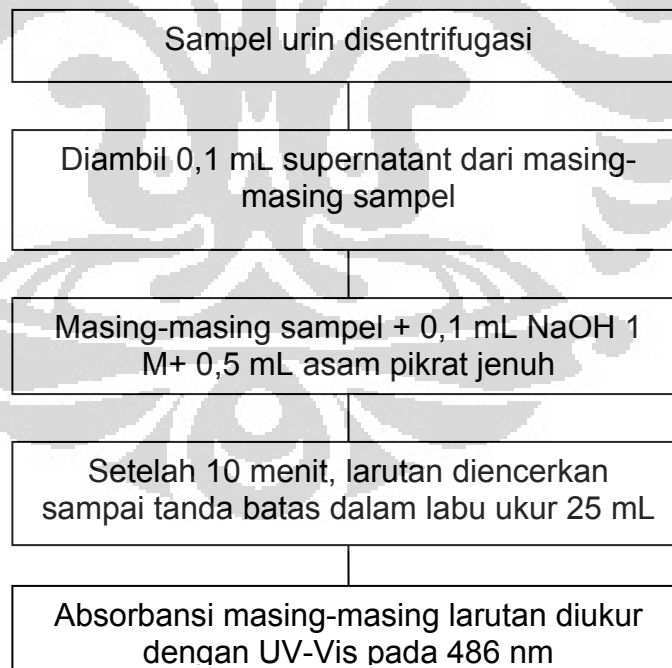 Sampel urin disentrifugasi
Diambil 0,1 mL supernatant dari masing-
masing sampel
Masing-masing sampel + 0,1 mL NaOH 1
M+ 0,5 mL asam pikrat jenuh
Setelah 10 menit, larutan diencerkan
sampai tanda batas dalam labu ukur 25 mL
Absorbansi masing-masing larutan diukur
dengan UV-Vis pada 486 nm